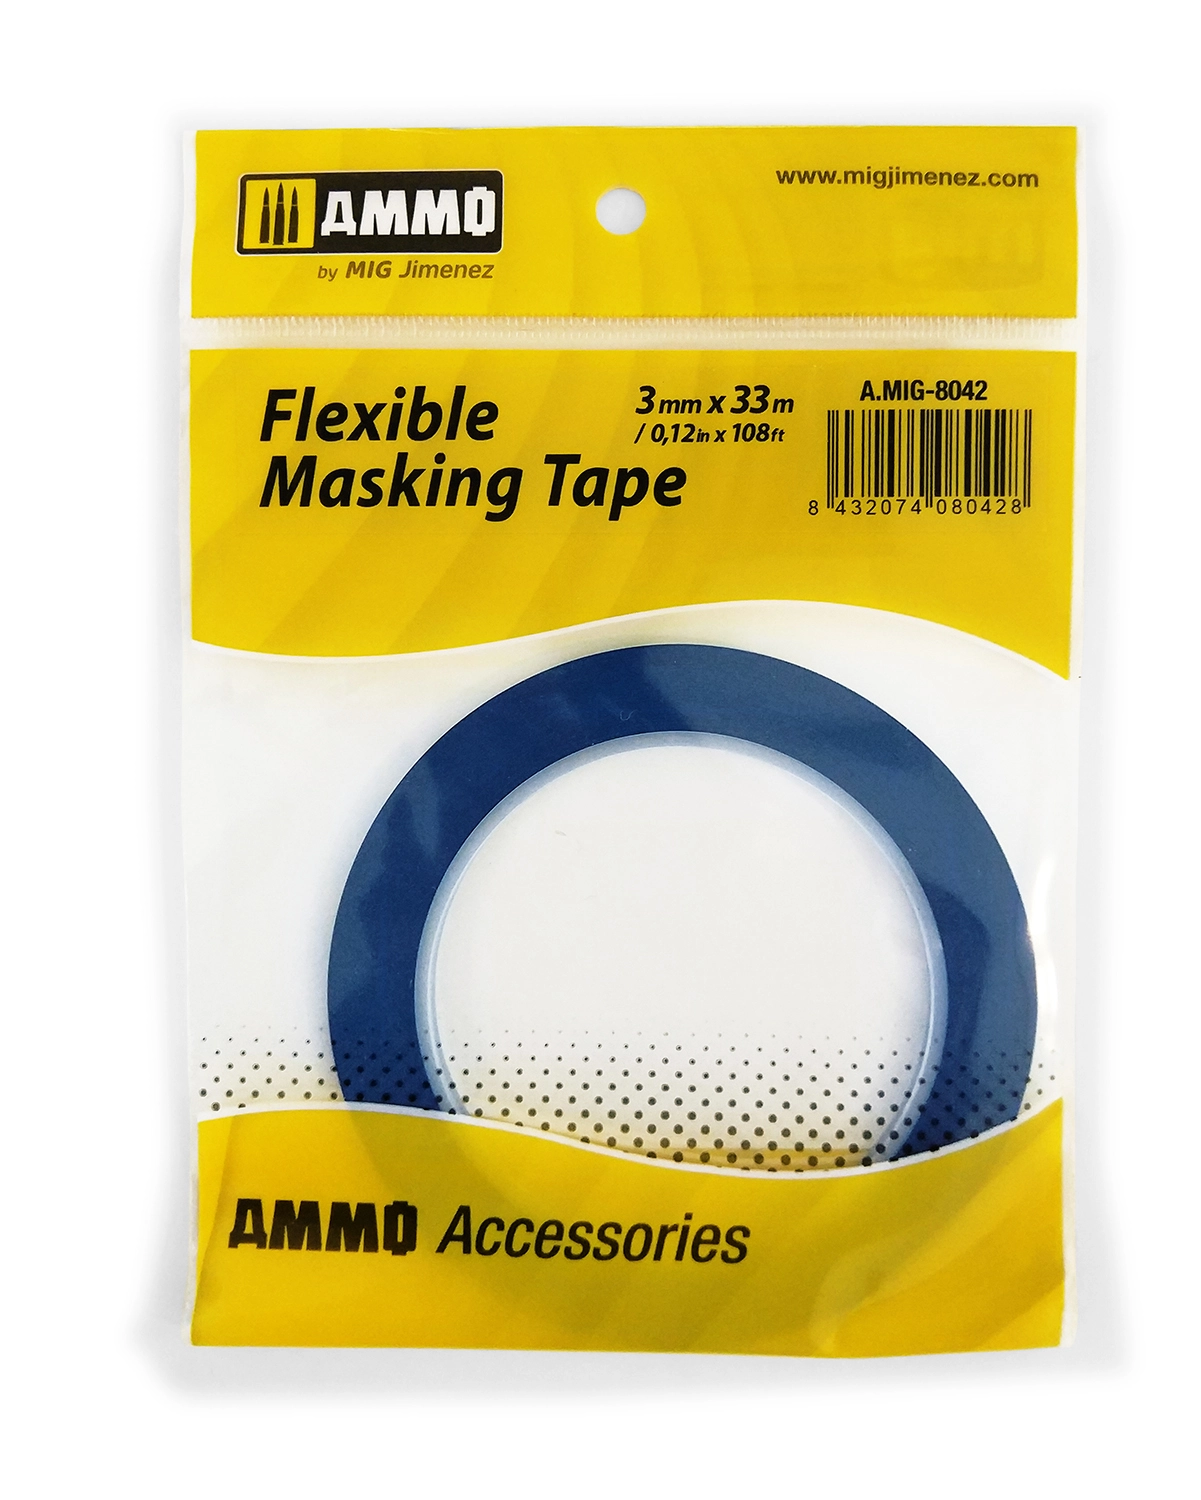 AMMO
by MIG Jimenez
www.migjimenez.com
Flexible
Masking Tape
3mm x 33m
/ 0,12in x 108ft
A.MIG-8042
8 432074 080428
AMMO Accessories